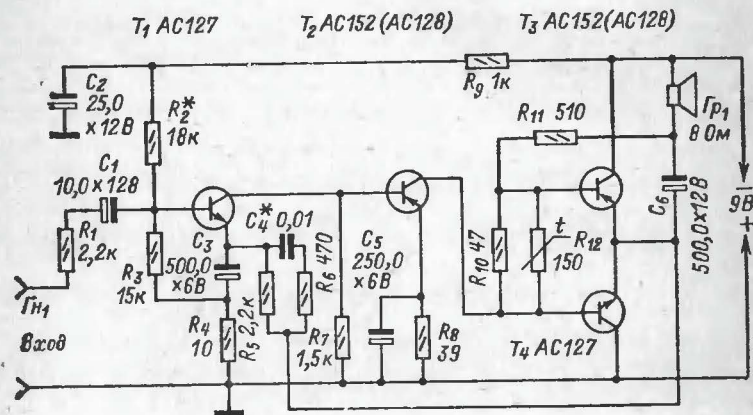 T₁ AC127
T₂ AC152 (AC128)
T₃ AC152 (AC128)
C₂
25,0
×12В
R₂*
18к
R₉ 1к
R₁₁ 510
Гр₁
8 Ом
C₁
10,0×12В
C₄* 0,01
C₃
500,0
×6В
C₅
250,0
×6В
R₁
2,2к
R₃
15к
R₆ 470
R₁₀ 47
t
R₁₂
150
C₆
500,0×12В
9В
+
Гн₁
Вход
R₄
10
R₅ 2,2к
R₇
1,5к
R₈
39
T₄ AC127